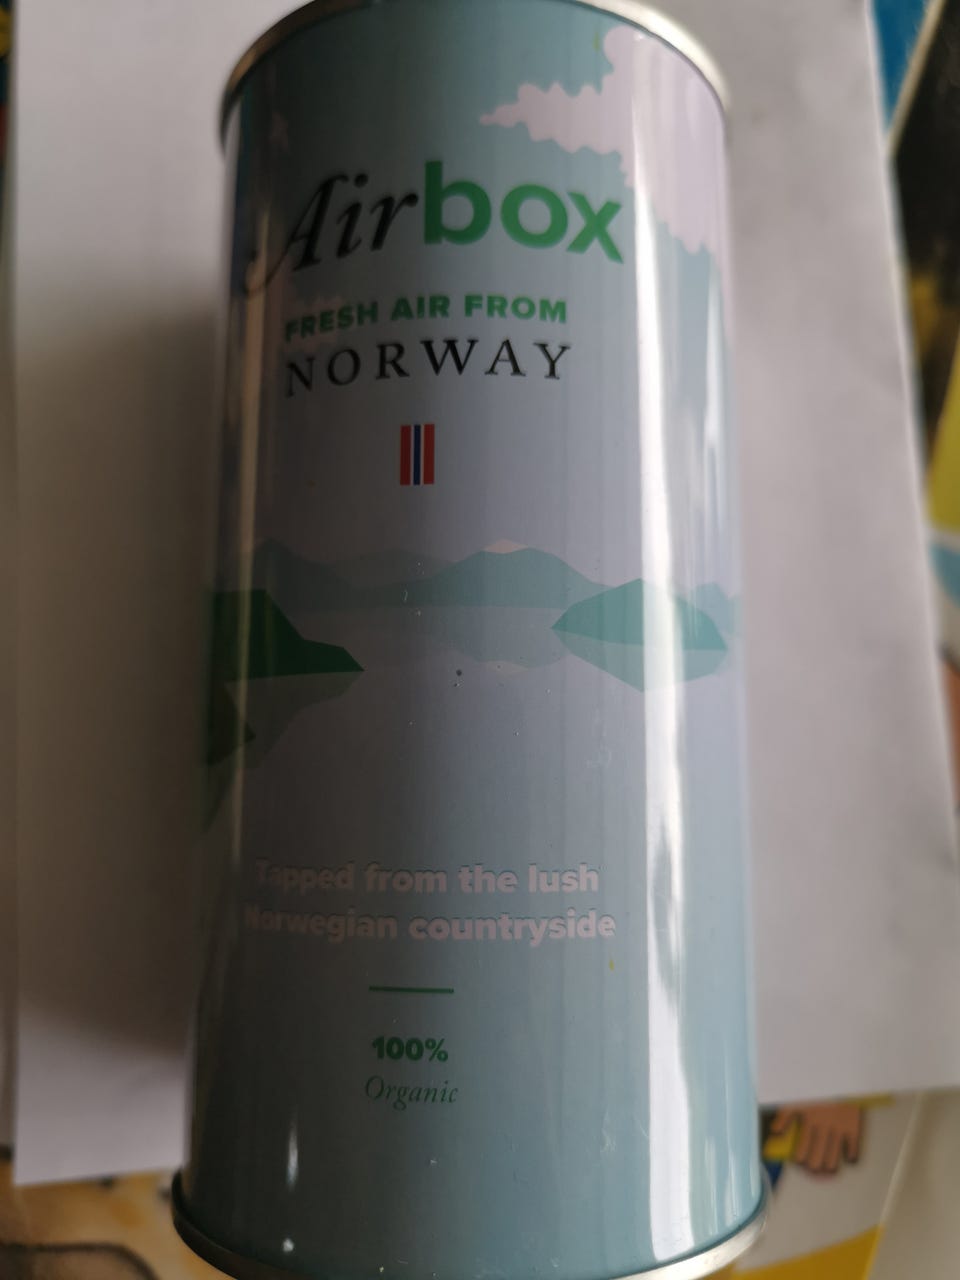 Airbox
FRESH AIR FROM
NORWAY
Tapped from the lush
Norwegian countryside
100%
Organic